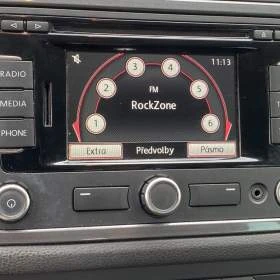 RADIO
MEDIA
PHONE
11:13
3 4
2 5
1 6
FM
RockZone
Extra Předvolby Pásmo